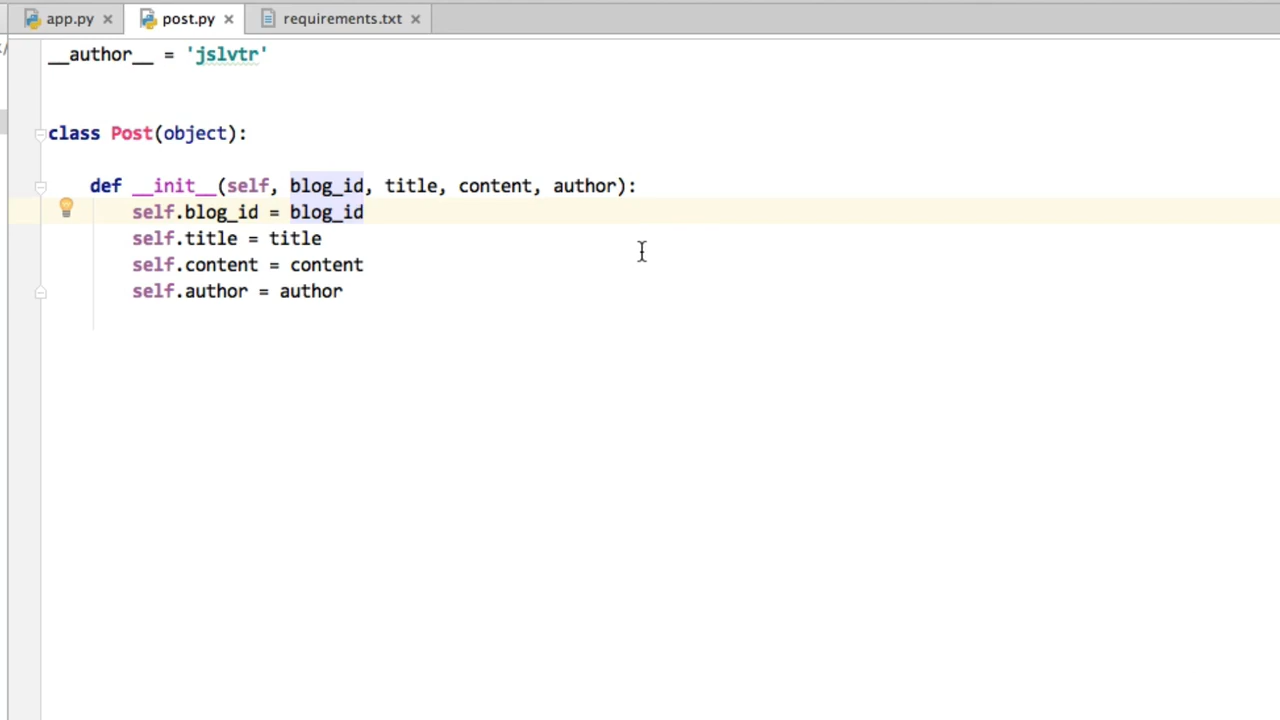 app.py post.py requirements.txt
__author__ = 'jslvtr'
class Post(object):
def __init__(self, blog_id, title, content, author):
self.blog_id = blog_id
self.title = title
self.content = content
self.author = author